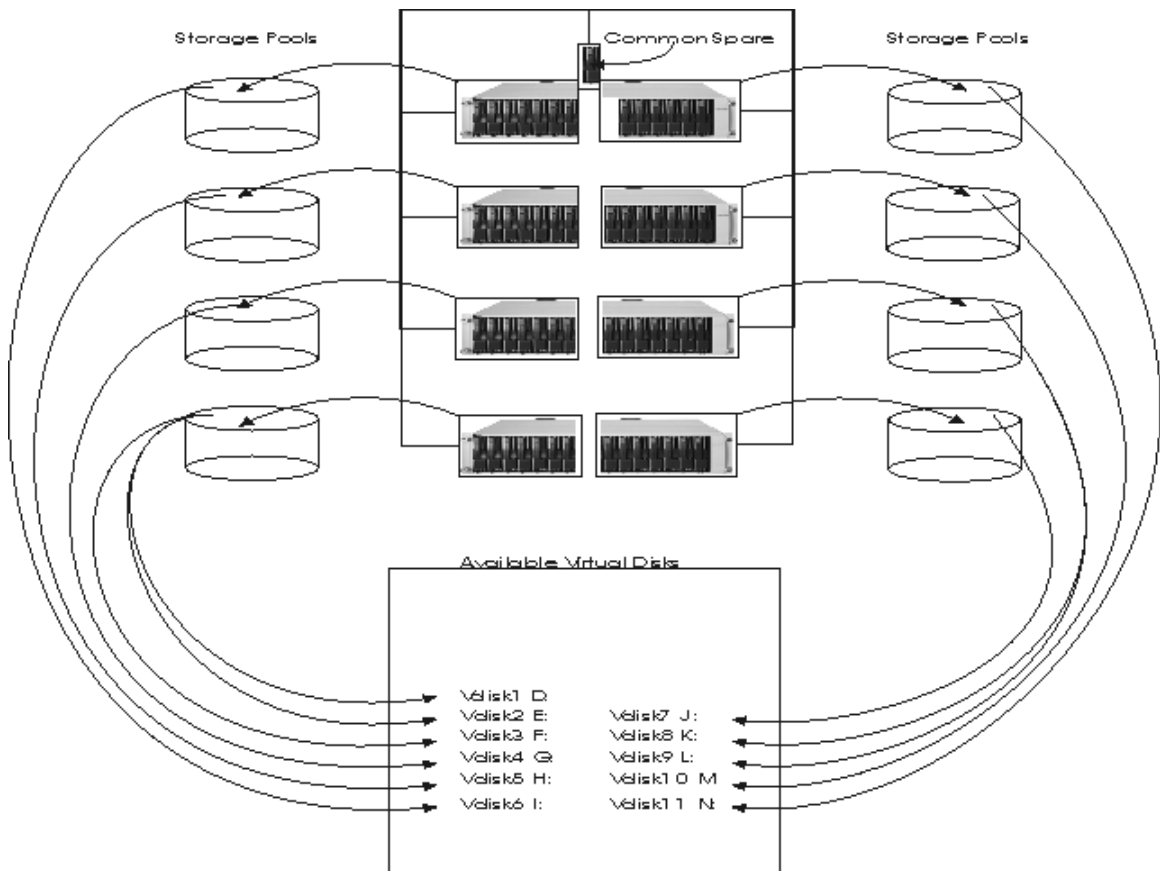 Storage Pools
Common Spare
Storage Pools
Available Virtual Disks
Vdisk1 D:
Vdisk2 E:
Vdisk3 F:
Vdisk4 G:
Vdisk5 H:
Vdisk6 I:
Vdisk7 J:
Vdisk8 K:
Vdisk9 L:
Vdisk10 M:
Vdisk11 N: